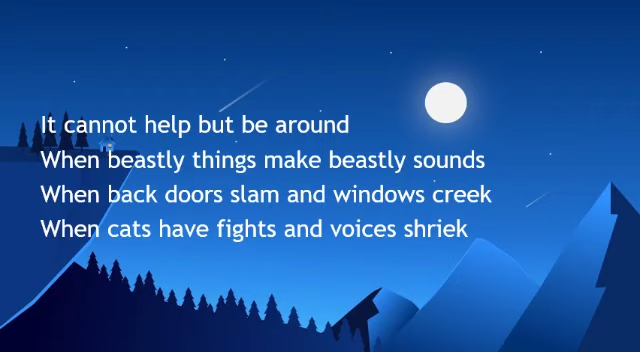 It cannot help but be around
When beastly things make beastly sounds
When back doors slam and windows creek
When cats have fights and voices shriek